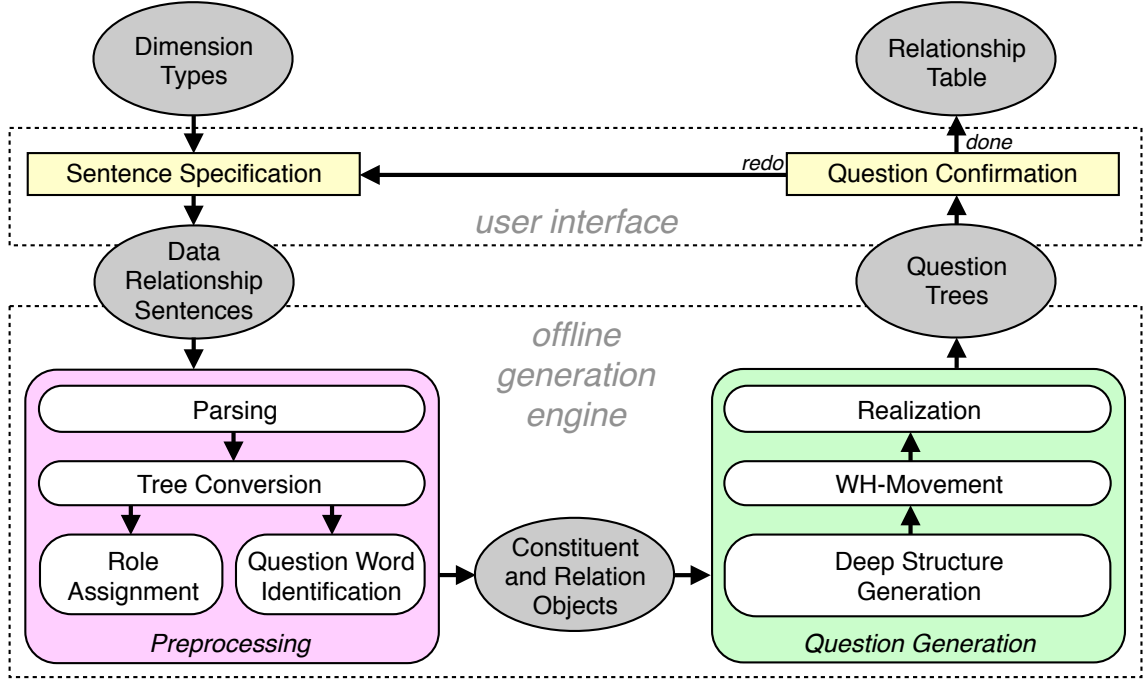 Dimension
Types
Relationship
Table
done
redo
Sentence Specification
Question Confirmation
user interface
Data
Relationship
Sentences
Question
Trees
offline
generation
engine
Parsing
Tree Conversion
Role
Assignment
Question Word
Identification
Preprocessing
Constituent
and Relation
Objects
Realization
WH-Movement
Deep Structure
Generation
Question Generation